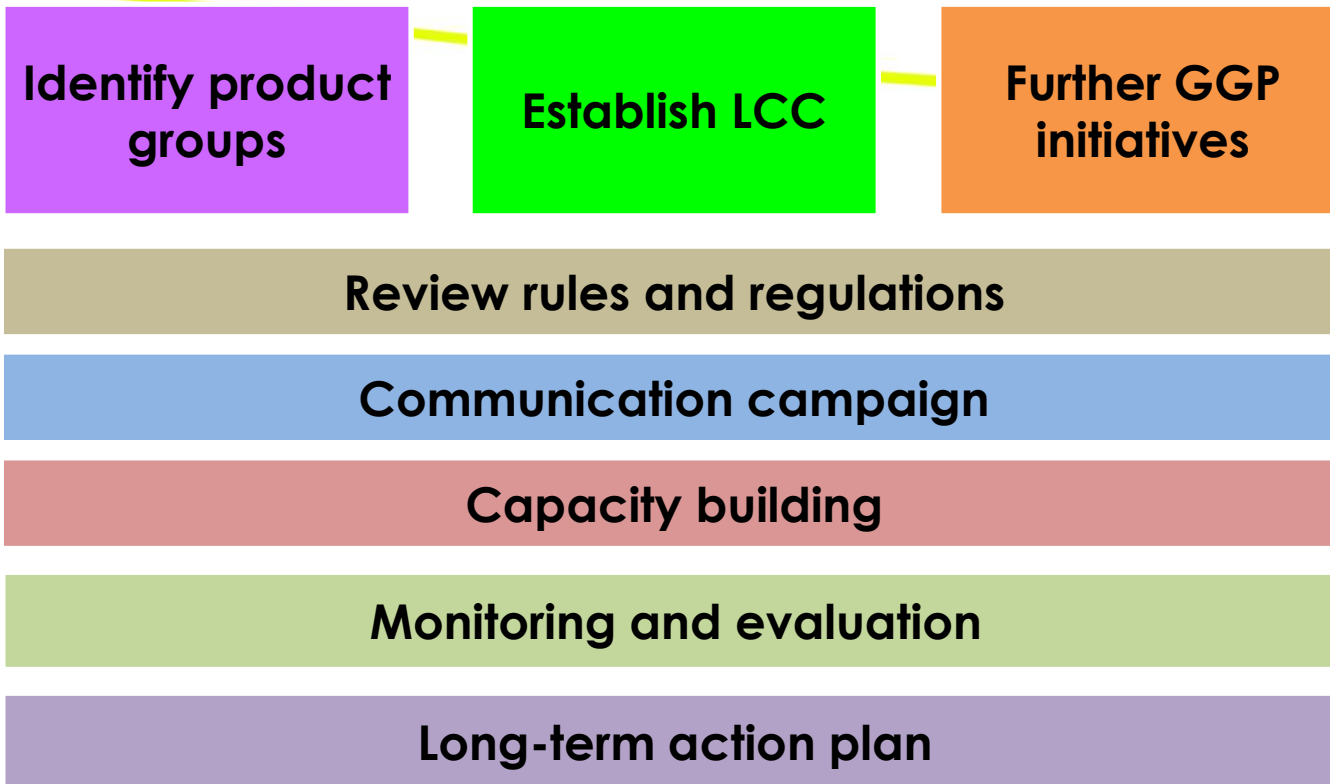 Identify product
groups
Establish LCC
Further GGP
initiatives
Review rules and regulations
Communication campaign
Capacity building
Monitoring and evaluation
Long-term action plan